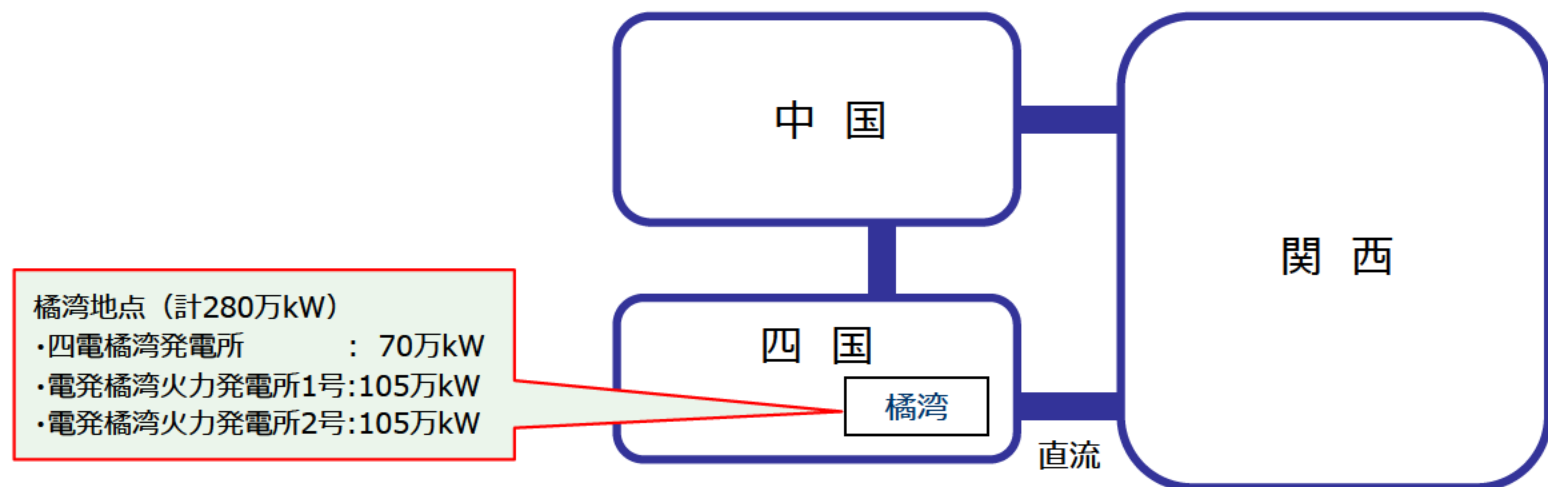 中 国
関 西
橘湾地点（計280万kW）
・四電橘湾発電所 : 70万kW
・電発橘湾火力発電所1号:105万kW
・電発橘湾火力発電所2号:105万kW
四 国
橘湾
直流